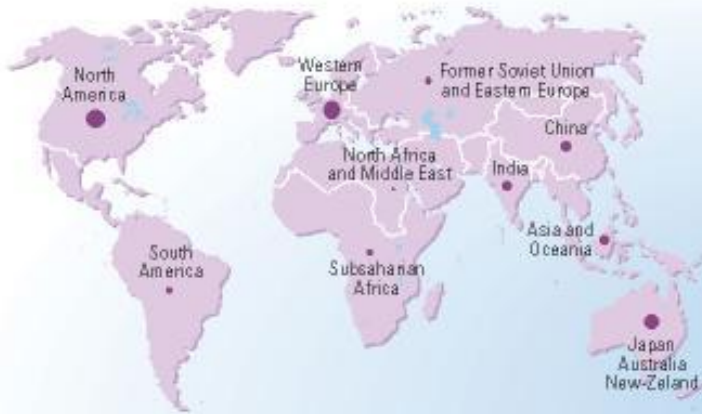 North
America
Western
Europe
Former Soviet Union
and Eastern Europe
China
North Africa
and Middle East
India
South
America
Subsaharian
Africa
Asia and
Oceania
Japan
Australia
New-Zeland